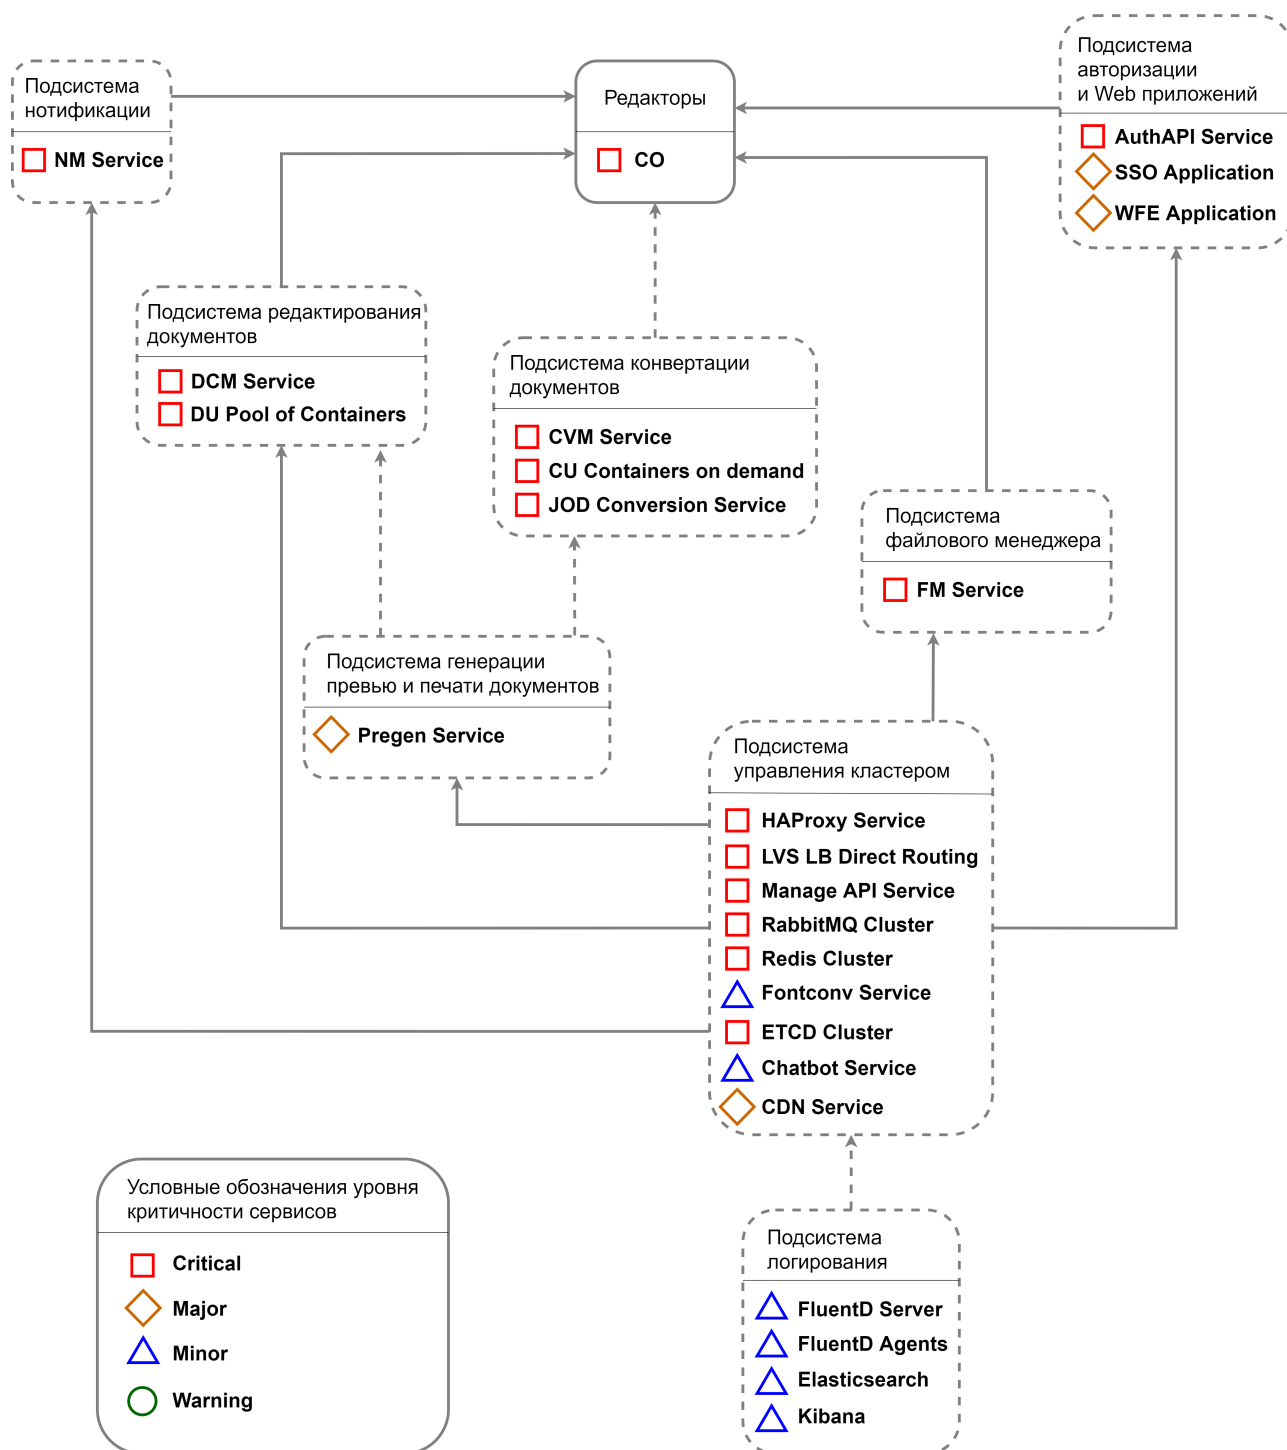 Подсистема
нотификации
NM Service
Редакторы
CO
Подсистема
авторизации
и Web приложений
AuthAPI Service
SSO Application
WFE Application
Подсистема редактирования
документов
DCM Service
DU Pool of Containers
Подсистема конвертации
документов
CVM Service
CU Containers on demand
JOD Conversion Service
Подсистема
файлового менеджера
FM Service
Подсистема генерации
превью и печати документов
Pregen Service
Подсистема
управления кластером
HAProxy Service
LVS LB Direct Routing
Manage API Service
RabbitMQ Cluster
Redis Cluster
Fontconv Service
ETCD Cluster
Chatbot Service
CDN Service
Условные обозначения уровня
критичности сервисов
Critical
Major
Minor
Warning
Подсистема
логирования
FluentD Server
FluentD Agents
Elasticsearch
Kibana